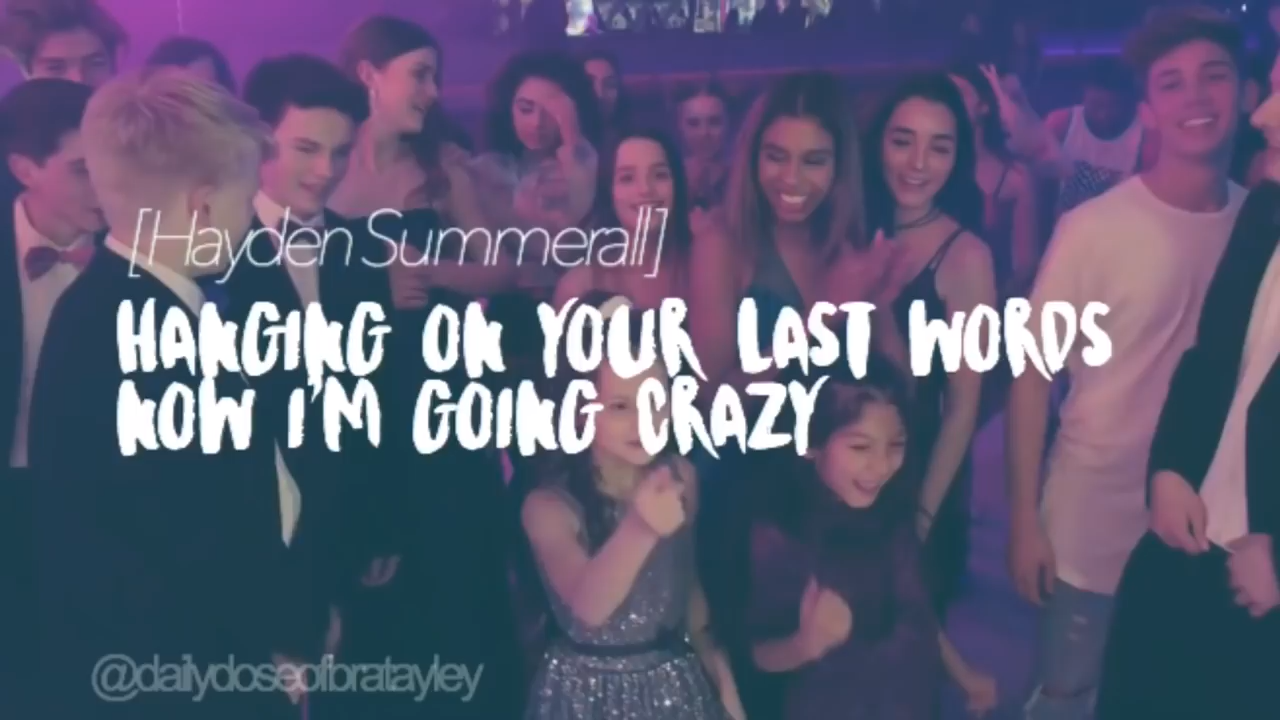 [Hayden Summerall]
HANGING ON YOUR LAST WORDS
NOW I'M GOING CRAZY
@dailydoseofbratayley